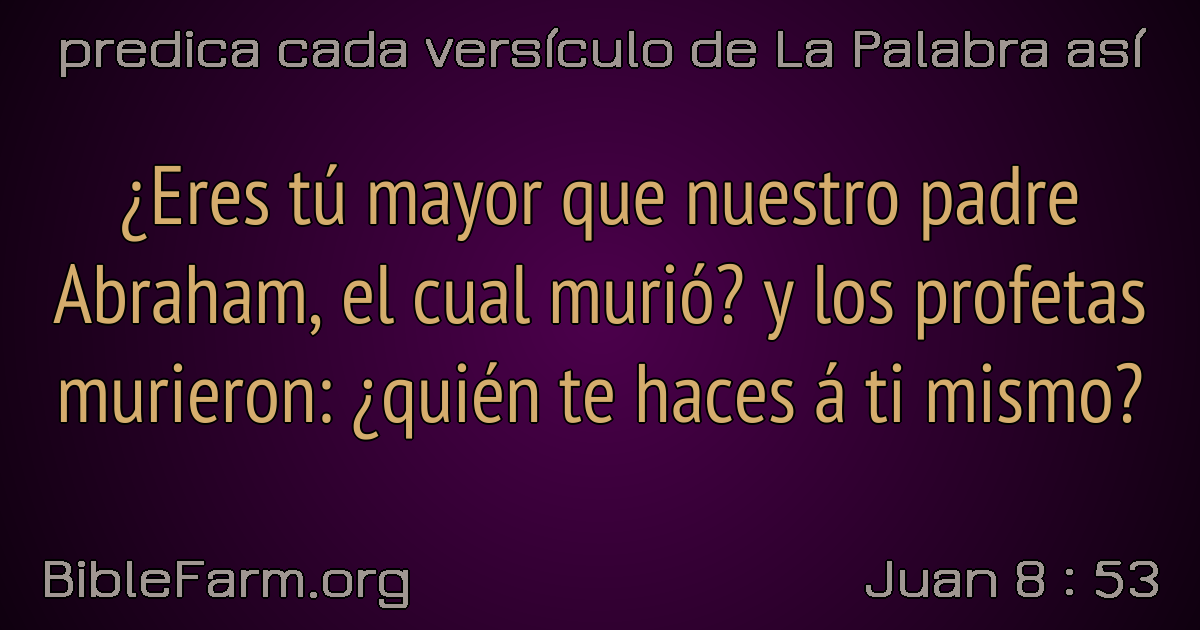 predica cada versículo de La Palabra así
¿Eres tú mayor que nuestro padre
Abraham, el cual murió? y los profetas
murieron: ¿quién te haces á ti mismo?
BibleFarm.org
Juan 8 : 53